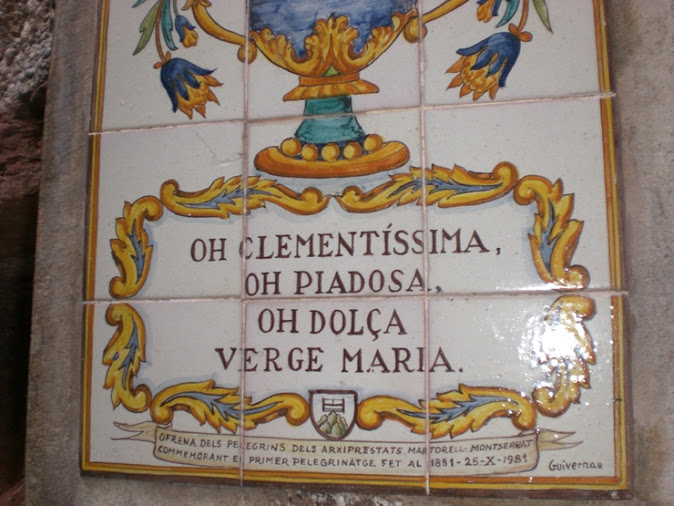 OH CLEMENTÍSSIMA,
OH PIADOSA,
OH DOLÇA
VERGE MARIA.
OFRENA DELS PELEGRINS DELS ARXIPRESTATS. MARTORELL-MONTSERRAT
COMMEMORANT EL PRIMER PELEGRINATGE FET AL 1881-25-X-1981
Guivernau